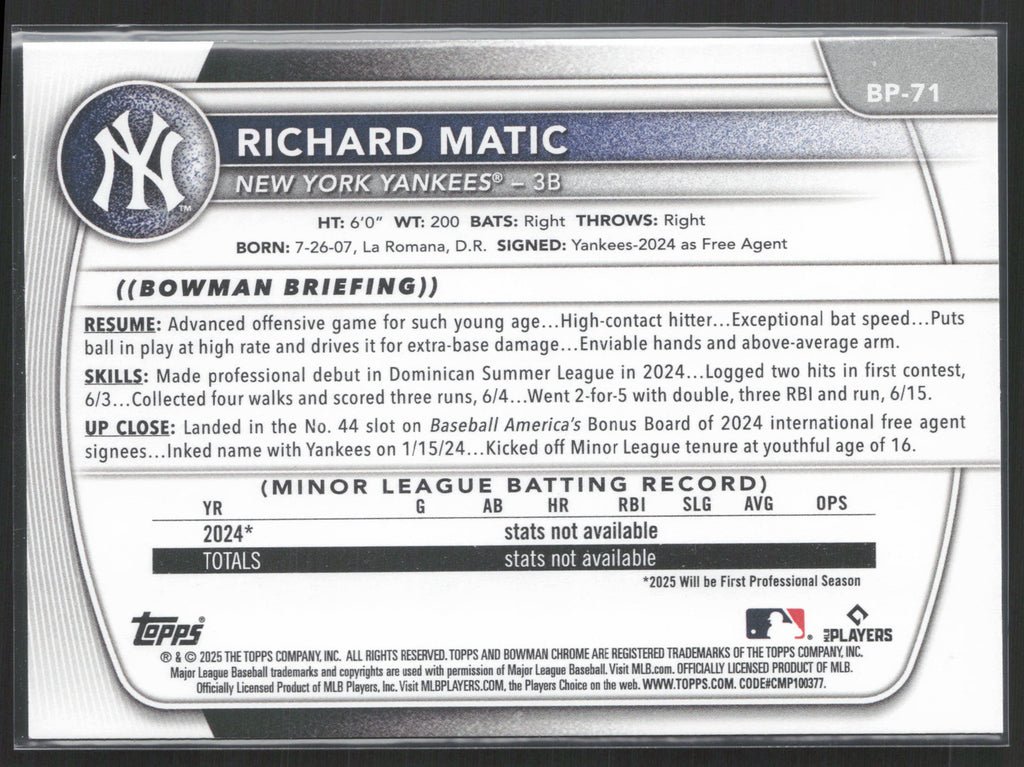 BP-71
NY
TM
RICHARD MATIC
NEW YORK YANKEES® – 3B
HT: 6'0" WT: 200 BATS: Right THROWS: Right
BORN: 7-26-07, La Romana, D.R. SIGNED: Yankees-2024 as Free Agent
((BOWMAN BRIEFING))
RESUME: Advanced offensive game for such young age...High-contact hitter...Exceptional bat speed...Puts
ball in play at high rate and drives it for extra-base damage...Enviable hands and above-average arm.
SKILLS: Made professional debut in Dominican Summer League in 2024...Logged two hits in first contest,
6/3...Collected four walks and scored three runs, 6/4...Went 2-for-5 with double, three RBI and run, 6/15.
UP CLOSE: Landed in the No. 44 slot on Baseball America's Bonus Board of 2024 international free agent
signees...Inked name with Yankees on 1/15/24...Kicked off Minor League tenure at youthful age of 16.
(MINOR LEAGUE BATTING RECORD)
YR G AB HR RBI SLG AVG OPS
2024* stats not available
TOTALS stats not available
*2025 Will be First Professional Season
Topps®
® MLB PLAYERS
® & © 2025 THE TOPPS COMPANY, INC. ALL RIGHTS RESERVED. TOPPS AND BOWMAN CHROME ARE REGISTERED TRADEMARKS OF THE TOPPS COMPANY, INC.
Major League Baseball trademarks and copyrights are used with permission of Major League Baseball. Visit MLB.com. OFFICIALLY LICENSED PRODUCT OF MLB.
Officially Licensed Product of MLB Players, Inc. Visit MLBPLAYERS.COM, the Players Choice on the web. WWW.TOPPS.COM. CODE#CMP100377.